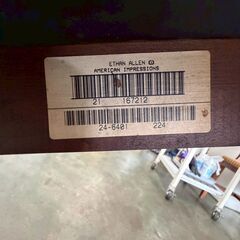 ETHAN ALLEN
AMERICAN IMPRESSIONS
21 167212
24-6401 224